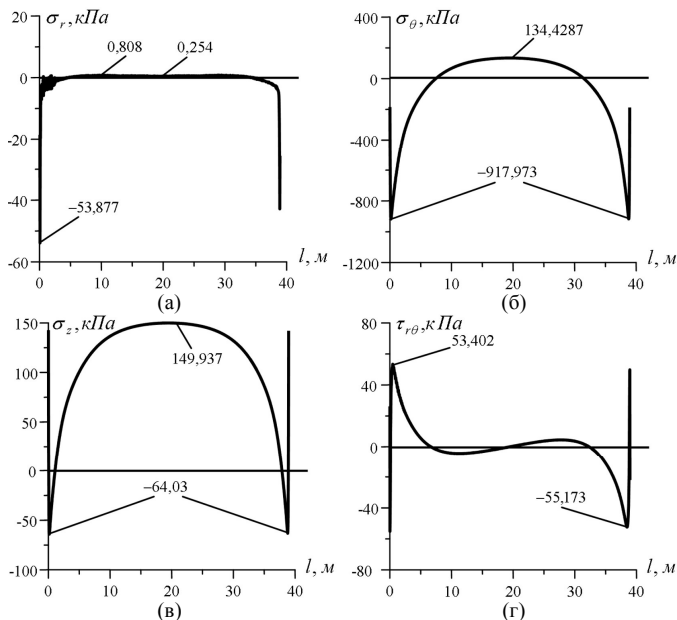 σr, кПа
20
0
-20
-40
-60
0,808
0,254
–53,877
0 10 20 30 40
l, м
(а)
σθ, кПа
400
0
-400
-800
-1200
134,4287
–917,973
0 10 20 30 40
l, м
(б)
σz, кПа
150
100
50
0
-50
-100
149,937
–64,03
0 10 20 30 40
l, м
(в)
τrθ, кПа
80
40
0
-40
-80
53,402
–55,173
0 10 20 30 40
l, м
(г)